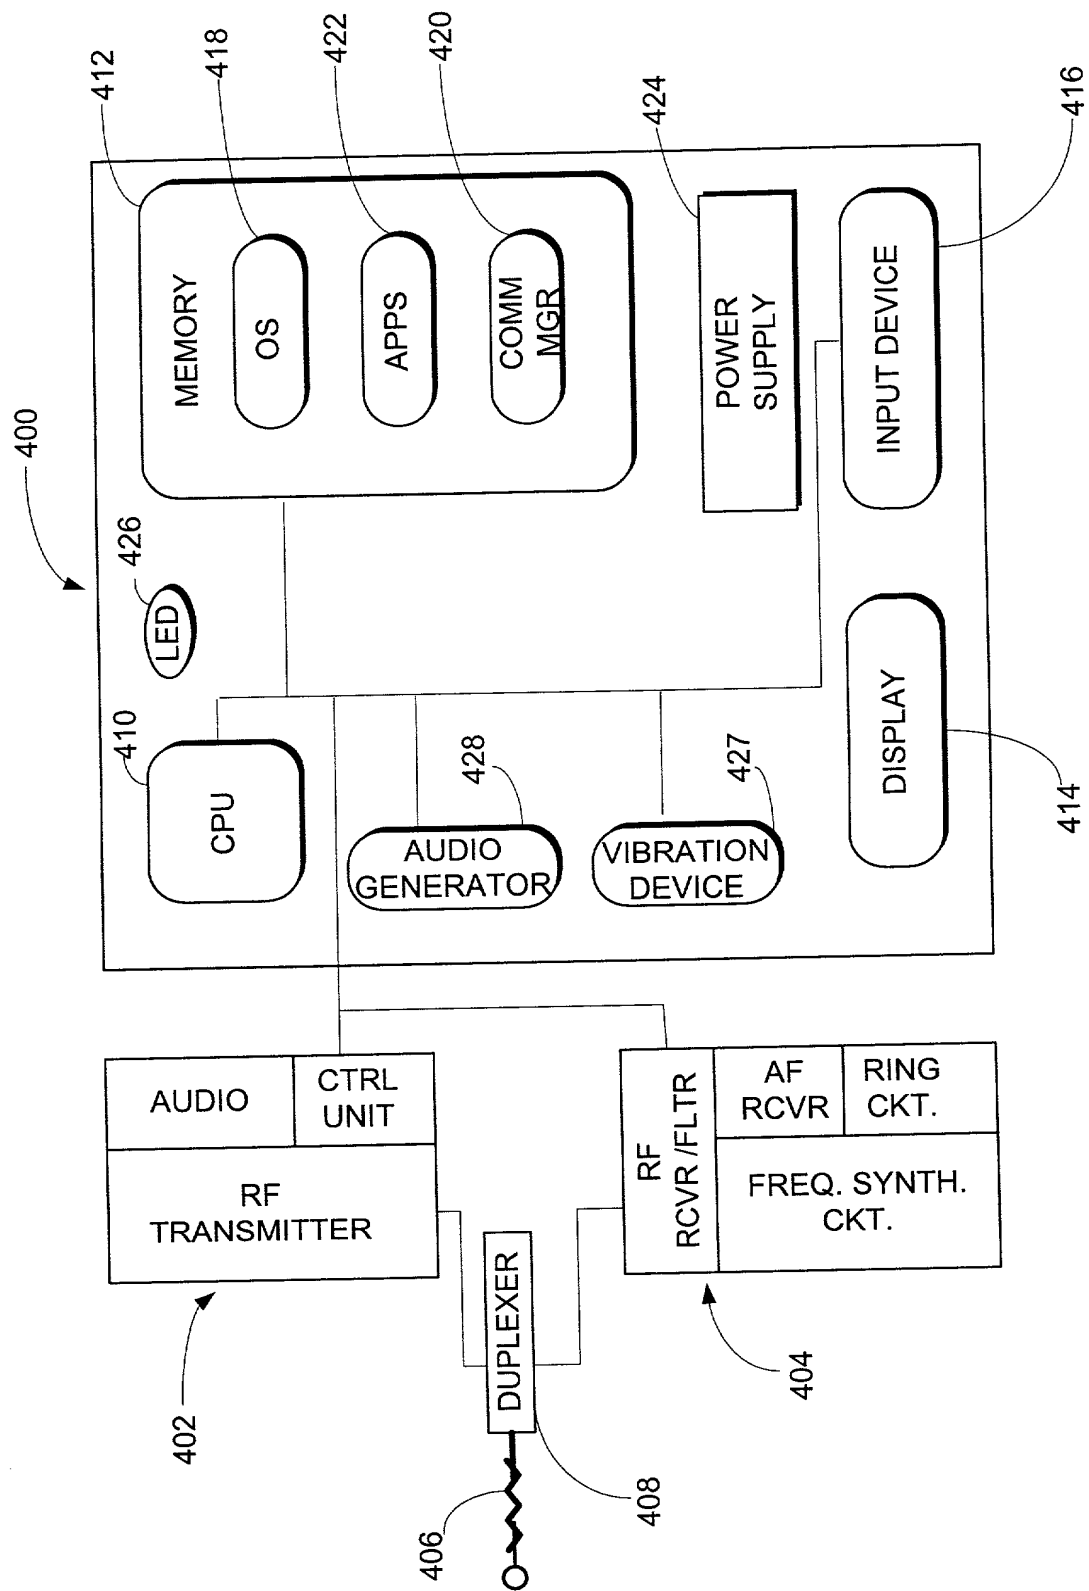 400
402
AUDIO
CTRL
UNIT
RF
TRANSMITTER
410
CPU
426
LED
412
MEMORY
418
OS
422
APPS
420
COMM
MGR
428
AUDIO
GENERATOR
427
VIBRATION
DEVICE
424
POWER
SUPPLY
406
DUPLEXER
408
404
RF
RCVR /FLTR
AF
RCVR
RING
CKT.
FREQ. SYNTH.
CKT.
DISPLAY
414
INPUT DEVICE
416